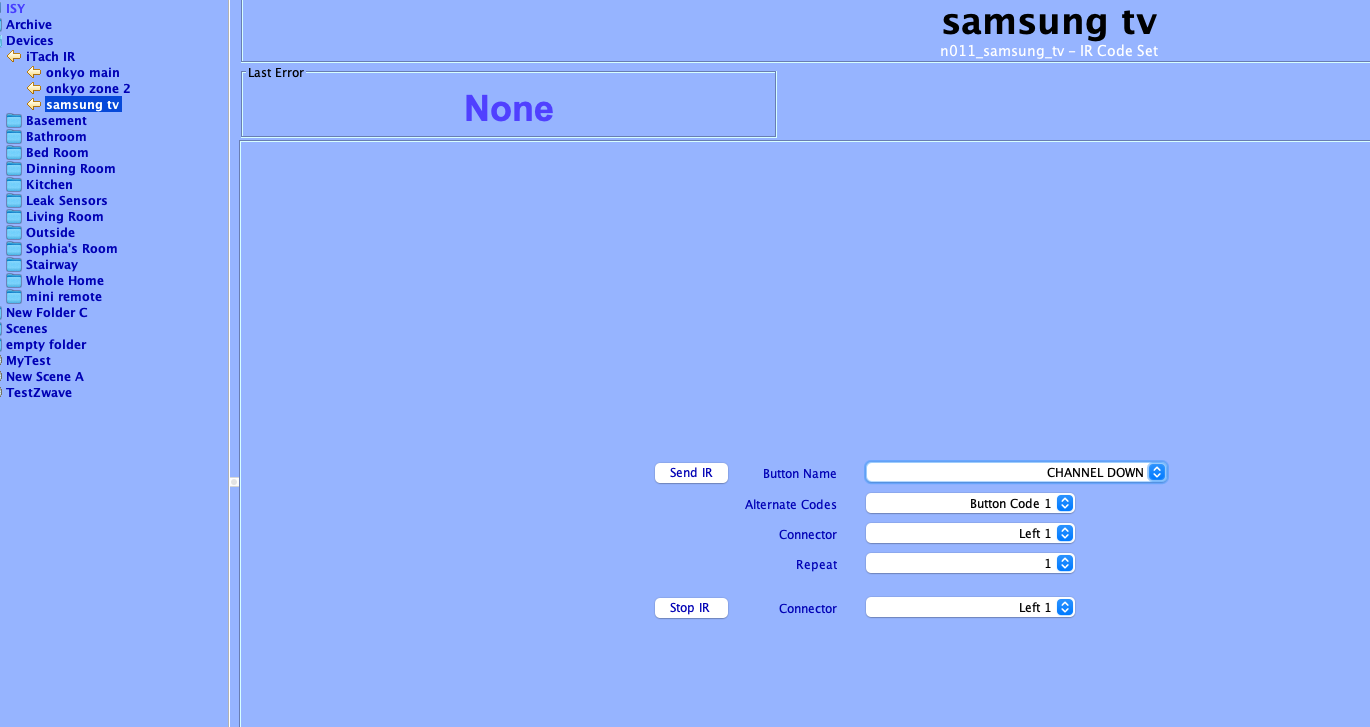 ISY
Archive
Devices
iTach IR
onkyo main
onkyo zone 2
samsung tv
Basement
Bathroom
Bed Room
Dinning Room
Kitchen
Leak Sensors
Living Room
Outside
Sophia's Room
Stairway
Whole Home
mini remote
New Folder C
Scenes
empty folder
MyTest
New Scene A
TestZwave
samsung tv
n011_samsung_tv - IR Code Set
Last Error
None
Send IR Button Name CHANNEL DOWN
Alternate Codes Button Code 1
Connector Left 1
Repeat 1
Stop IR Connector Left 1